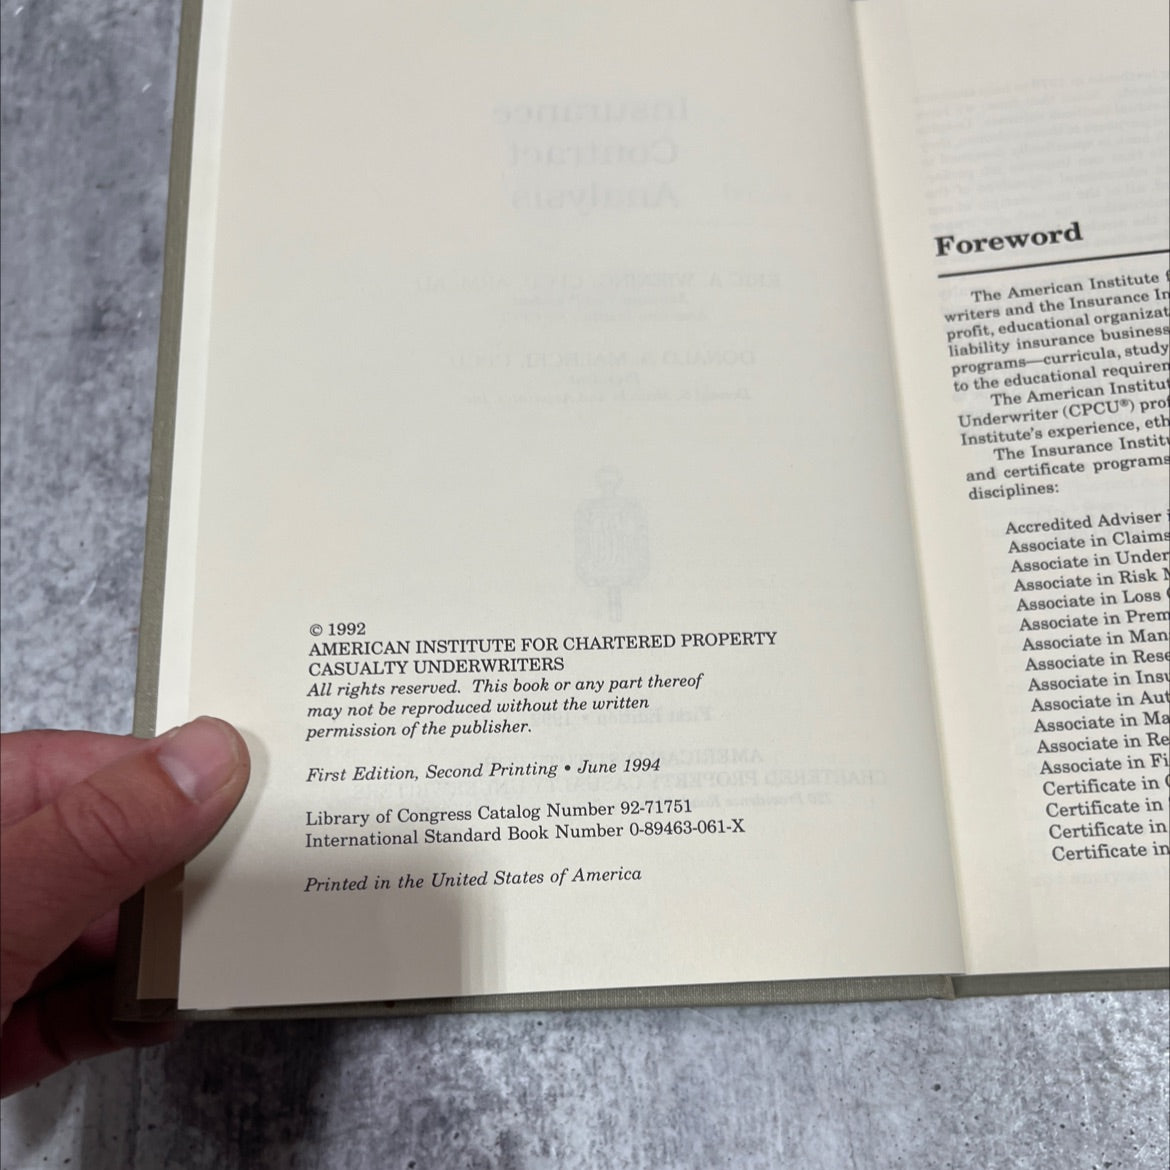 Insurance
Contract
Analysis
© 1992
AMERICAN INSTITUTE FOR CHARTERED PROPERTY
CASUALTY UNDERWRITERS
All rights reserved. This book or any part thereof
may not be reproduced without the written
permission of the publisher.
First Edition, Second Printing • June 1994
Library of Congress Catalog Number 92-71751
International Standard Book Number 0-89463-061-X
Printed in the United States of America
Foreword
The American Institute f
writers and the Insurance In
profit, educational organizat
liability insurance business
programs—curricula, study
to the educational requiren
The American Institut
Underwriter (CPCU®) prof
Institute's experience, eth
The Insurance Institu
and certificate programs
disciplines:
Accredited Adviser i
Associate in Claims
Associate in Under
Associate in Risk M
Associate in Loss C
Associate in Prem
Associate in Man
Associate in Rese
Associate in Insu
Associate in Aut
Associate in Ma
Associate in Re
Associate in Fi
Certificate in C
Certificate in
Certificate in
Certificate in